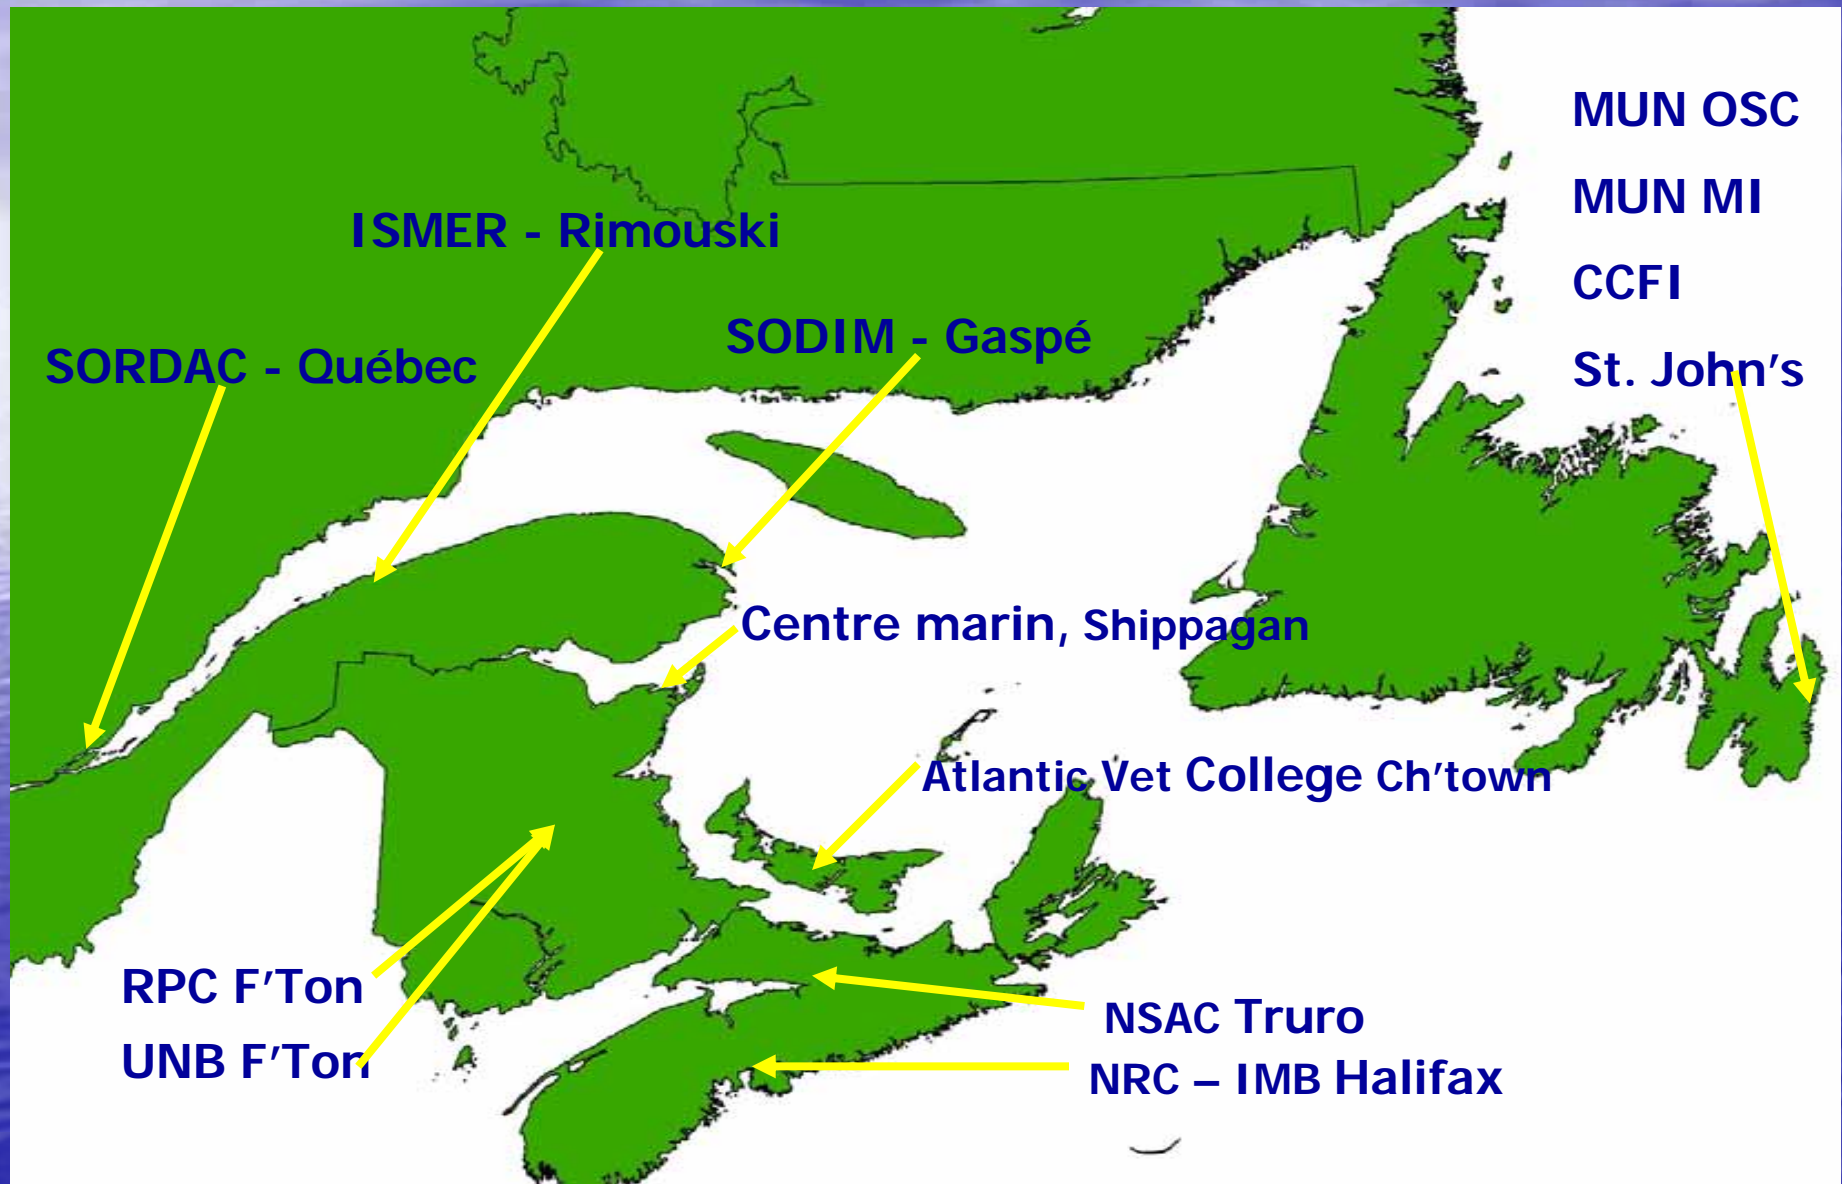 MUN OSC
MUN MI
CCFI
St. John's
ISMER - Rimouski
SODIM - Gaspé
SORDAC - Québec
Centre marin, Shippagan
Atlantic Vet College Ch'town
RPC F'Ton
UNB F'Ton
NSAC Truro
NRC – IMB Halifax